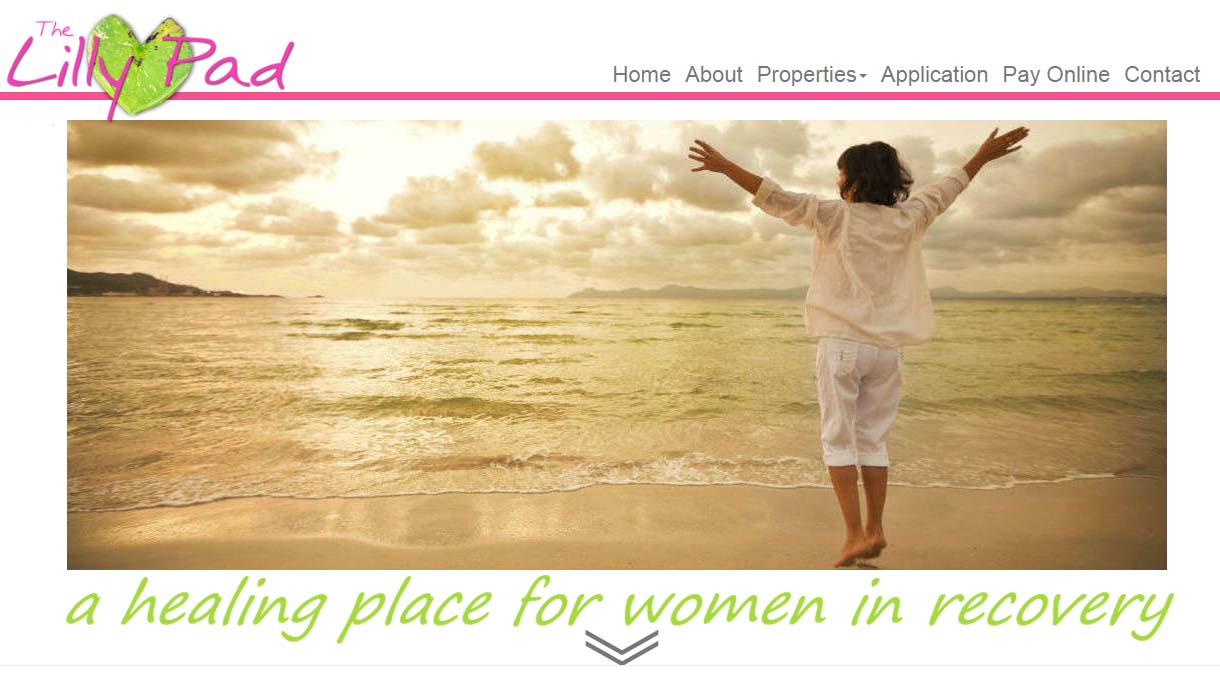 The
Lilly Pad
Home About Properties Application Pay Online Contact
a healing place for women in recovery